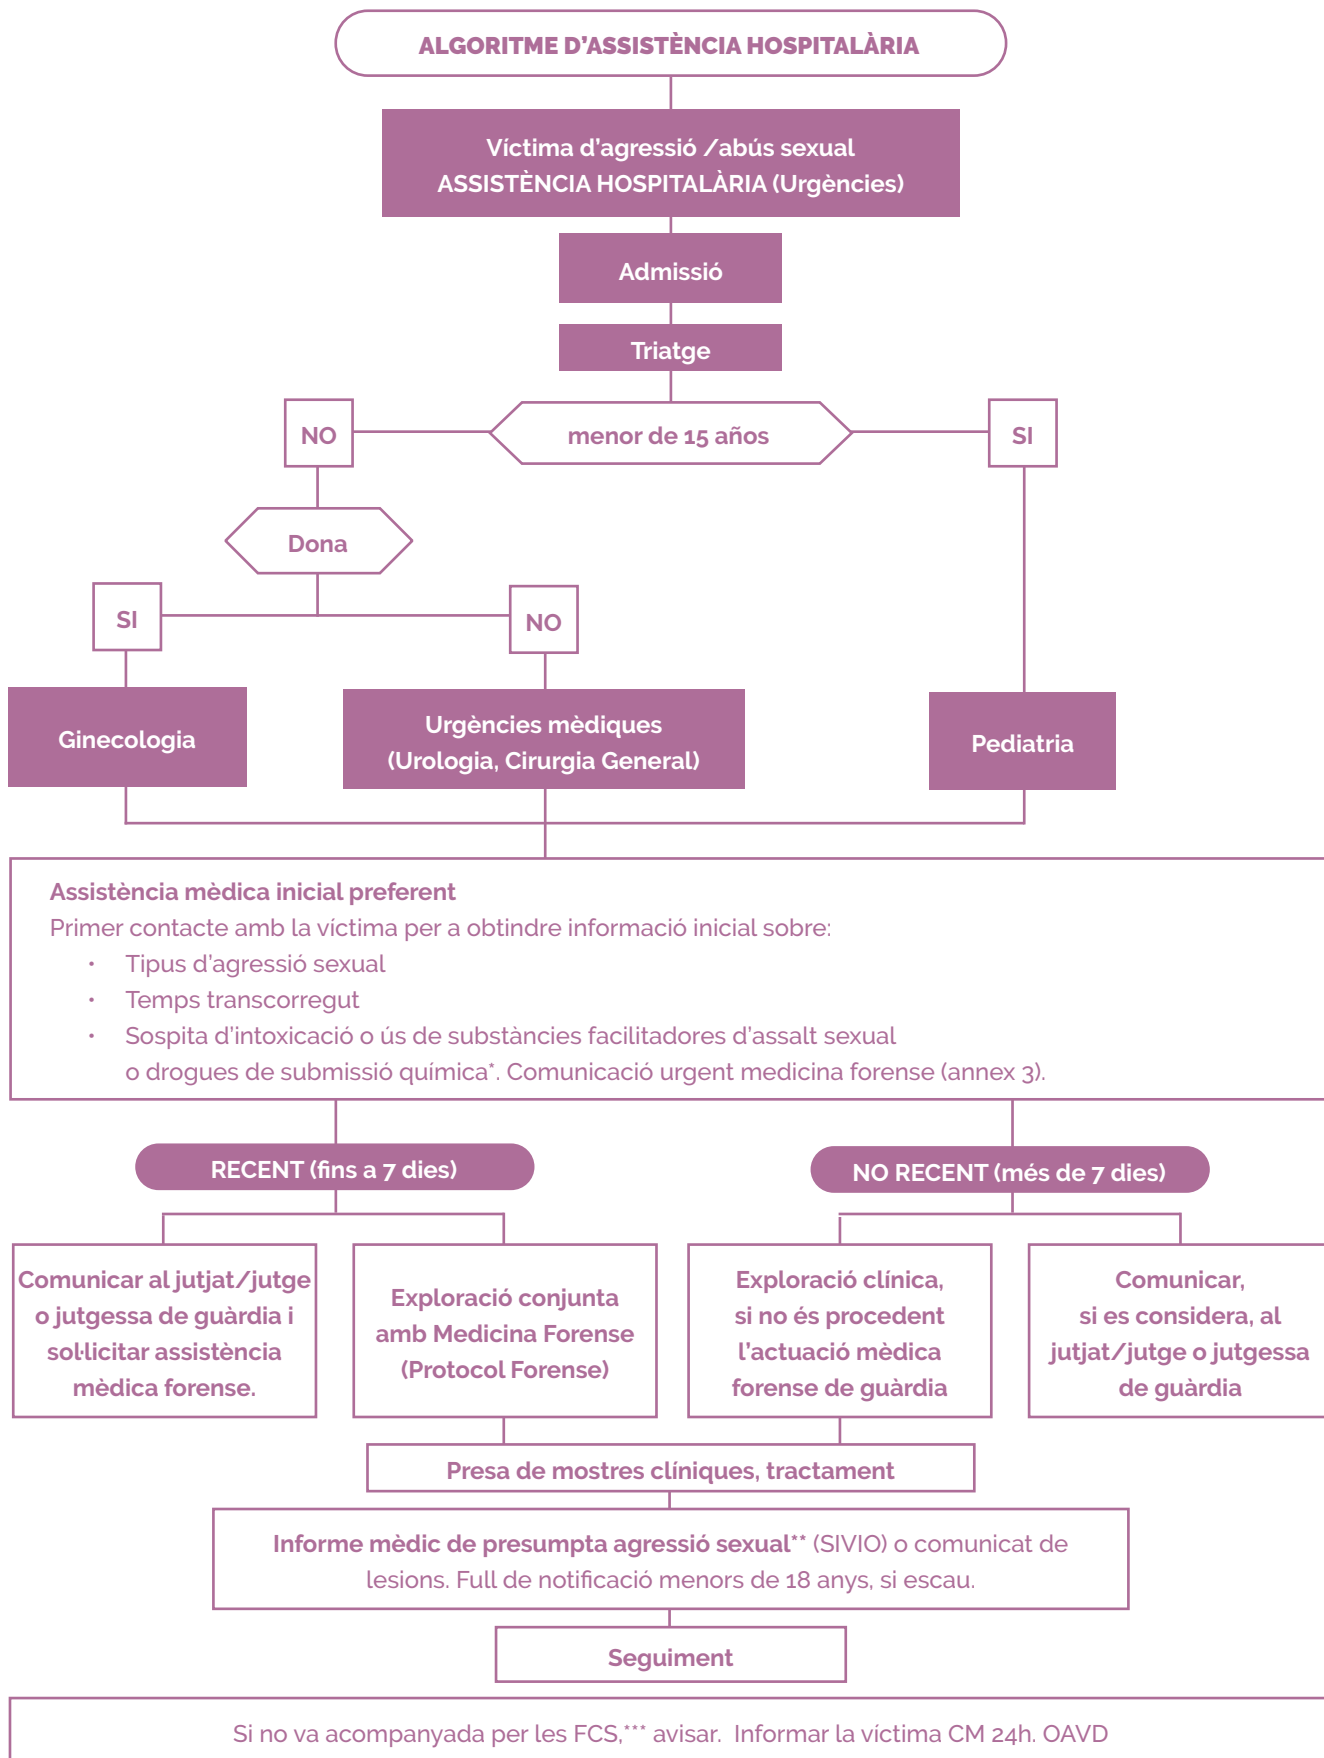 ALGORITME D'ASSISTÈNCIA HOSPITALÀRIA
Víctima d'agressió /abús sexual
ASSISTÈNCIA HOSPITALÀRIA (Urgències)
Admissió
Triatge
NO
menor de 15 años
SI
Dona
SI
NO
Ginecologia
Urgències mèdiques
(Urologia, Cirurgia General)
Pediatria
Assistència mèdica inicial preferent
Primer contacte amb la víctima per a obtindre informació inicial sobre:
• Tipus d'agressió sexual
• Temps transcorregut
• Sospita d'intoxicació o ús de substàncies facilitadores d'assalt sexual
o drogues de submissió química*. Comunicació urgent medicina forense (annex 3).
RECENT (fins a 7 dies)
NO RECENT (més de 7 dies)
Comunicar al jutjat/jutge
o jutgessa de guàrdia i
sol·licitar assistència
mèdica forense.
Exploració conjunta
amb Medicina Forense
(Protocol Forense)
Exploració clínica,
si no és procedent
l'actuació mèdica
forense de guàrdia
Comunicar,
si es considera, al
jutjat/jutge o jutgessa
de guàrdia
Presa de mostres clíniques, tractament
Informe mèdic de presumpta agressió sexual** (SIVIO) o comunicat de
lesions. Full de notificació menors de 18 anys, si escau.
Seguiment
Si no va acompanyada per les FCS,*** avisar. Informar la víctima CM 24h. OAVD